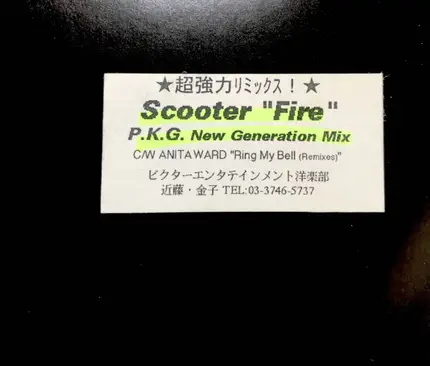 ★超強力リミックス！★
Scooter "Fire"
P.K.G. New Generation Mix
C/W ANITAWARD "Ring My Bell (Remixes)"
ビクターエンタテインメント洋楽部
近藤・金子 TEL:03-3746-5737